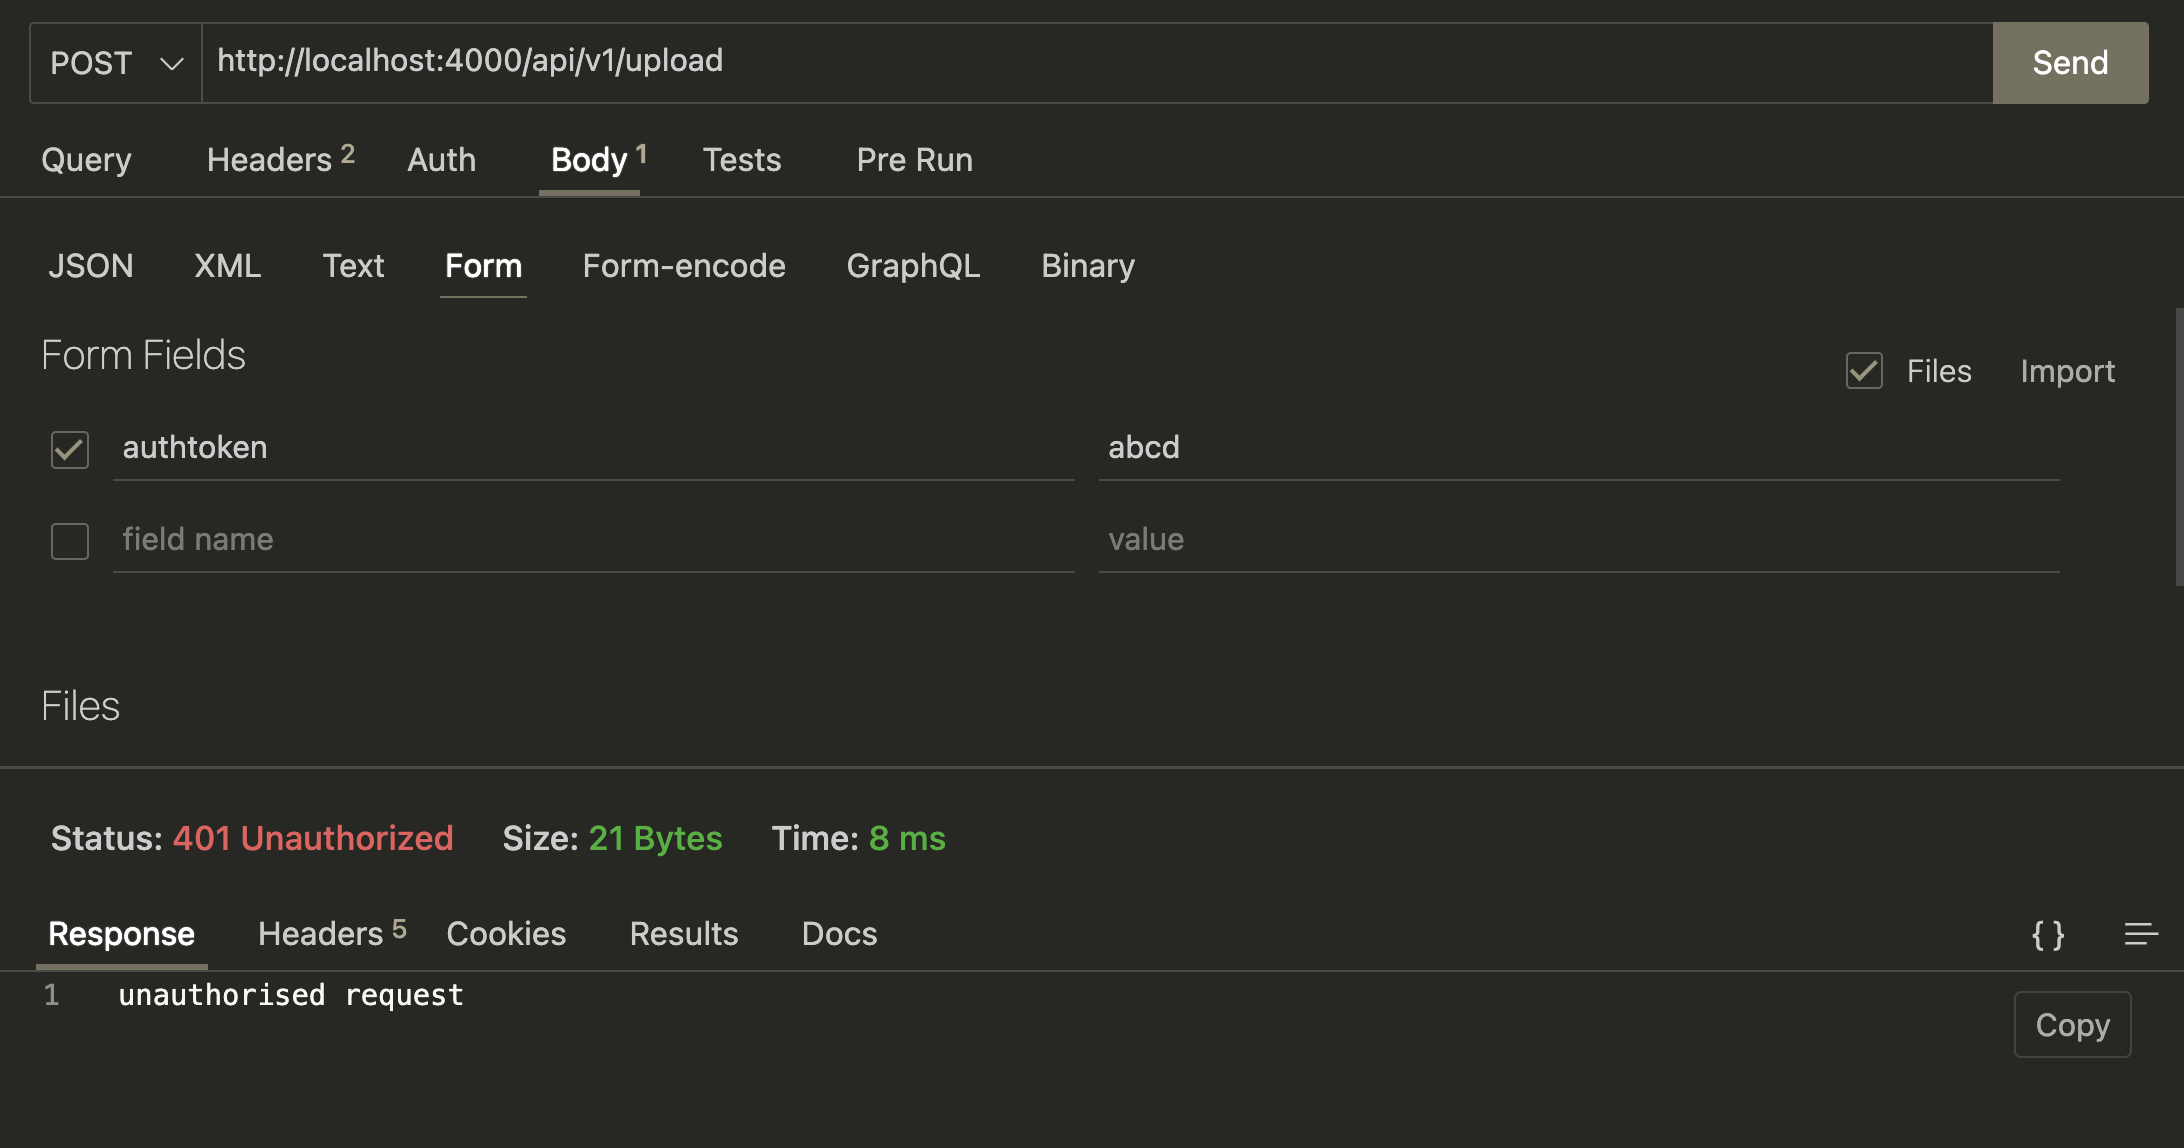 POST http://localhost:4000/api/v1/upload Send
Query Headers 2 Auth Body 1 Tests Pre Run
JSON XML Text Form Form-encode GraphQL Binary
Form Fields
Files Import
authtoken abcd
field name value
Files
Status: 401 Unauthorized Size: 21 Bytes Time: 8 ms
Response Headers 5 Cookies Results Docs { }
1 unauthorised request
Copy